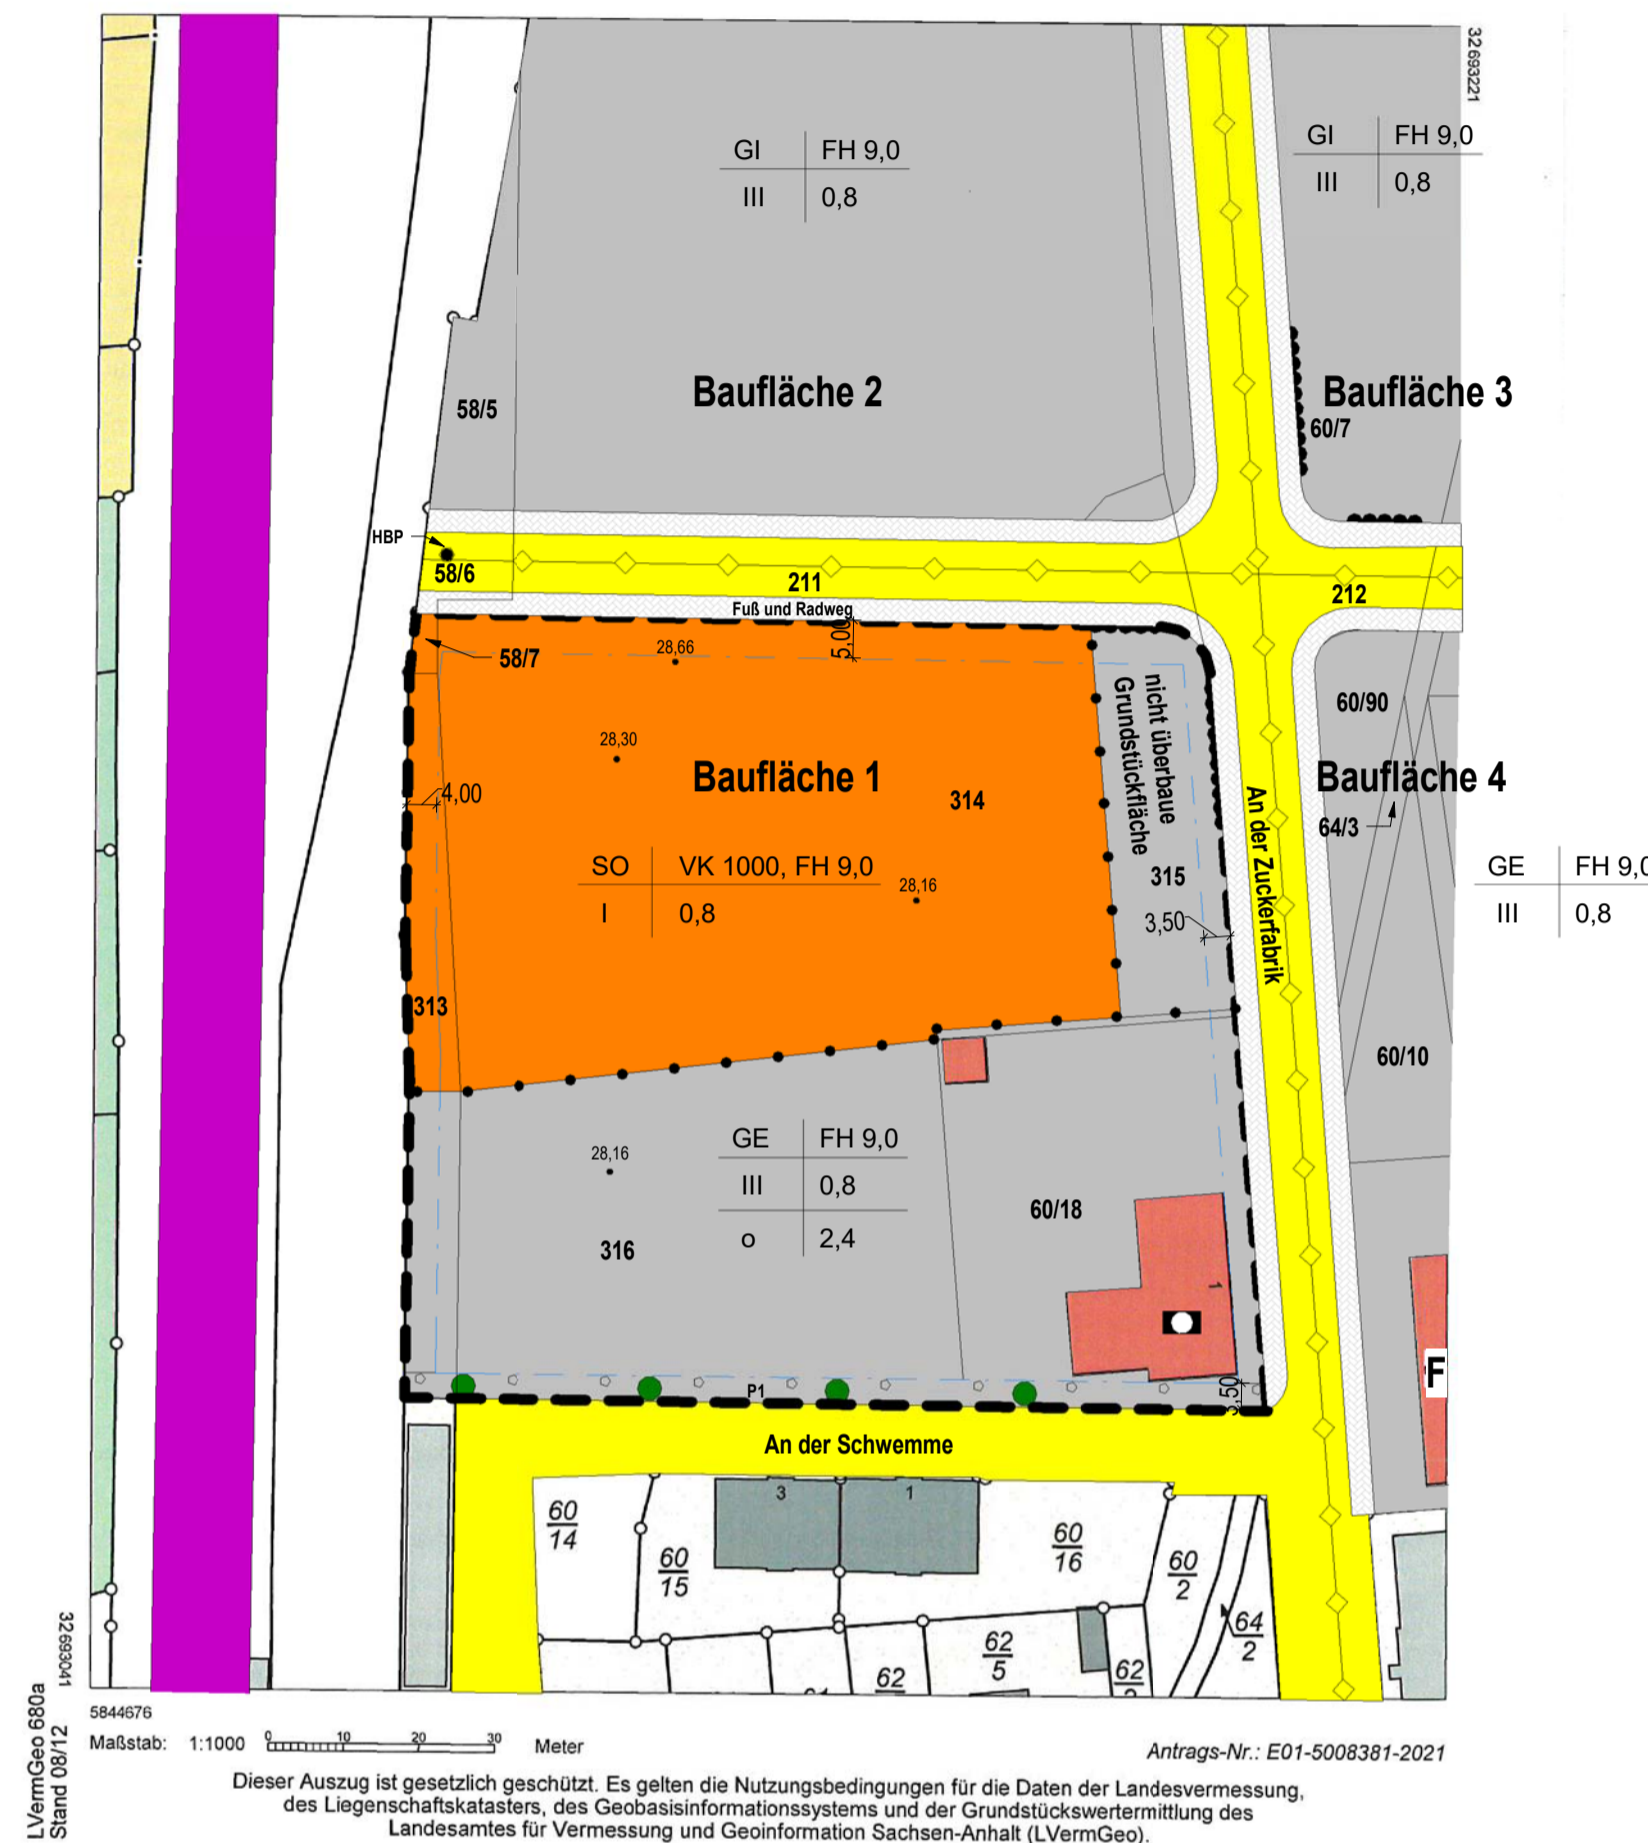 32693221
GI FH 9,0
III 0,8
GI FH 9,0
III 0,8
Baufläche 2
Baufläche 3
58/5
60/7
HBP
58/6
211
212
Fuß und Radweg
58/7
28,66
5,00
nicht überbaue
Grundstückfläche
60/90
28,30
Baufläche 1
Baufläche 4
4,00
314
An der Zuckerfabrik
64/3
SO VK 1000, FH 9,0
I 0,8
28,16
315
GE FH 9,0
III 0,8
3,50
313
60/10
GE FH 9,0
III 0,8
o 2,4
28,16
60/18
316
1
F
P1
3,50
An der Schwemme
3
1
60
14
60
15
60
16
60
2
64
2
62
5
62
62
32693041
5844676
LVermGeo 680a
Stand 08/12
Maßstab: 1:1000 0 10 20 30 Meter
Antrags-Nr.: E01-5008381-2021
Dieser Auszug ist gesetzlich geschützt. Es gelten die Nutzungsbedingungen für die Daten der Landesvermessung,
des Liegenschaftskatasters, des Geobasisinformationssystems und der Grundstückswertermittlung des
Landesamtes für Vermessung und Geoinformation Sachsen-Anhalt (LVermGeo).